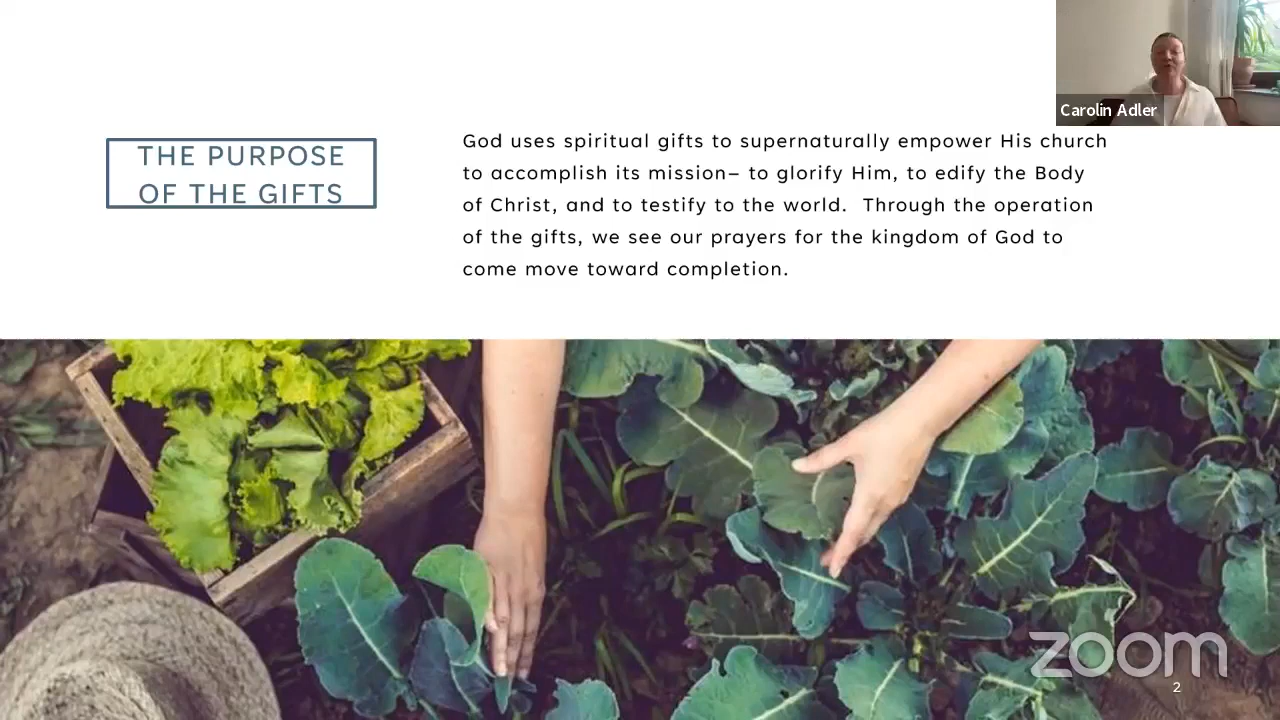 Carolin Adler
THE PURPOSE
OF THE GIFTS
God uses spiritual gifts to supernaturally empower His church
to accomplish its mission– to glorify Him, to edify the Body
of Christ, and to testify to the world.  Through the operation
of the gifts, we see our prayers for the kingdom of God to
come move toward completion.
zoom
2